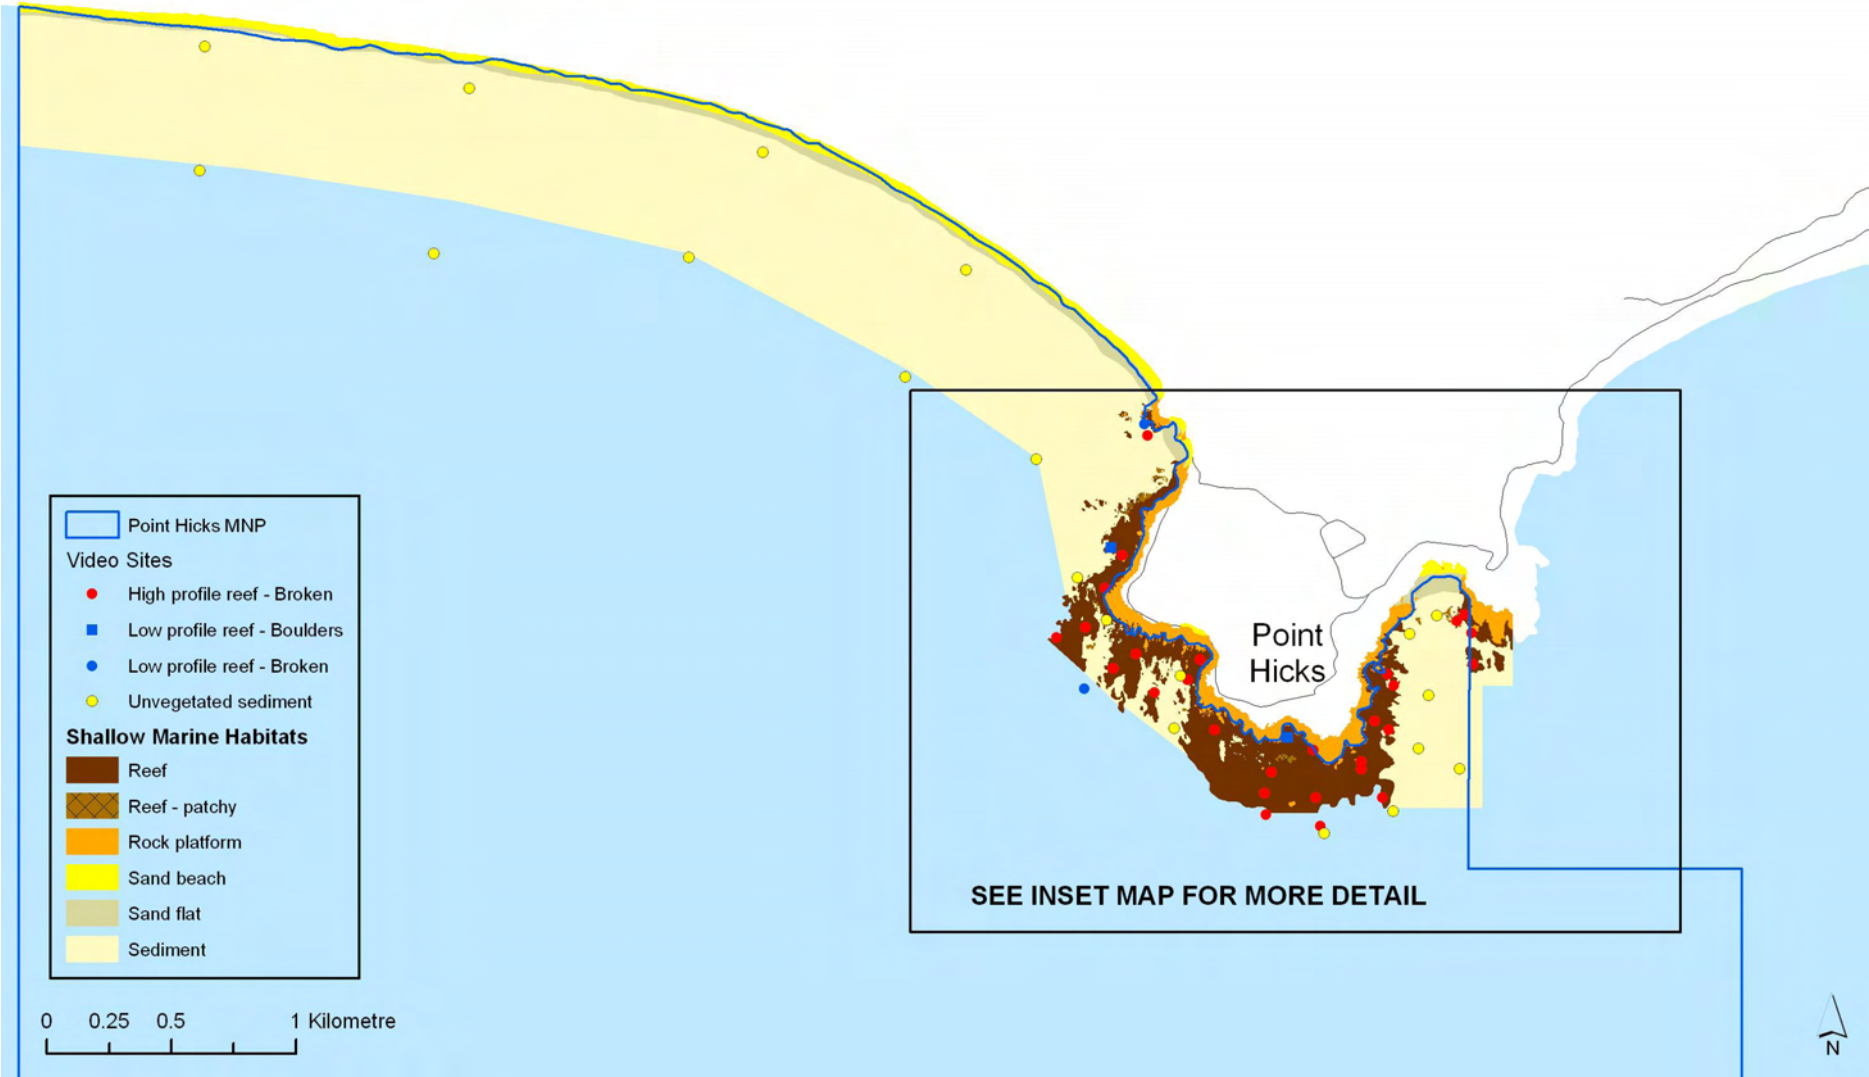 Point
Hicks
SEE INSET MAP FOR MORE DETAIL
Point Hicks MNP
Video Sites
High profile reef - Broken
Low profile reef - Boulders
Low profile reef - Broken
Unvegetated sediment
Shallow Marine Habitats
Reef
Reef - patchy
Rock platform
Sand beach
Sand flat
Sediment
0 0.25 0.5 1 Kilometre
N